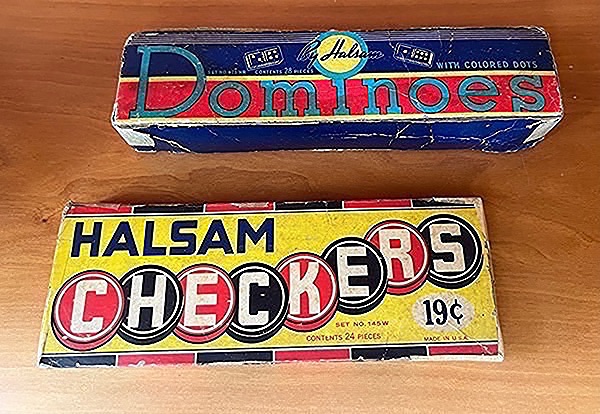 By Halsam
CONTENTS 28 PIECES
WITH COLORED DOTS
Dominoes
HALSAM
CHECKERS
19¢
SET NO. 145W
CONTENTS 24 PIECES
MADE IN U.S.A.